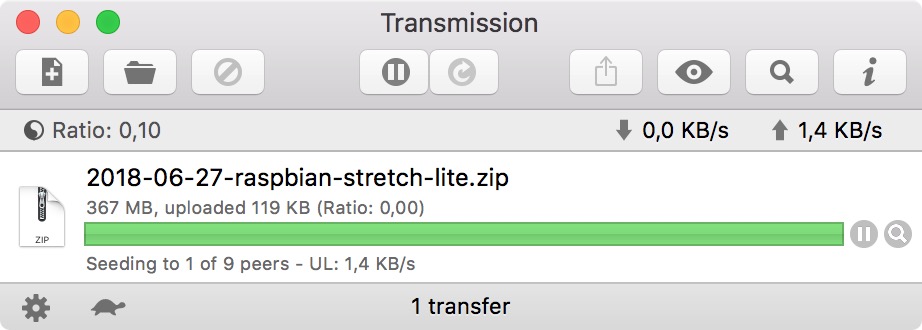 Transmission
Ratio: 0,10 0,0 KB/s 1,4 KB/s
2018-06-27-raspbian-stretch-lite.zip
367 MB, uploaded 119 KB (Ratio: 0,00)
ZIP
Seeding to 1 of 9 peers - UL: 1,4 KB/s
1 transfer